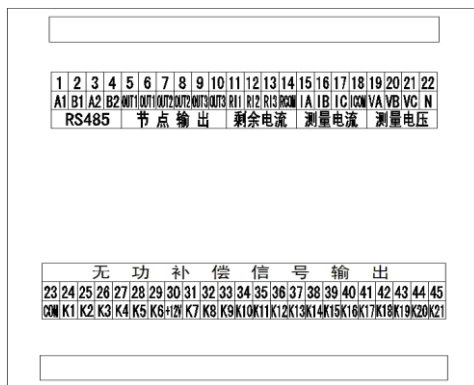 1 2 3 4 5 6 7 8 9 10 11 12 13 14 15 16 17 18 19 20 21 22
A1 B1 A2 B2 OUT1 OUT1 OUT2 OUT2 OUT3 OUT3 RI1 RI2 RI3 RCOM IA IB IC ICOM VA VB VC N
RS485 节点输出 剩余电流 测量电流 测量电压
无功补偿信号输出
23 24 25 26 27 28 29 30 31 32 33 34 35 36 37 38 39 40 41 42 43 44 45
COM K1 K2 K3 K4 K5 K6 +12V K7 K8 K9 K10 K11 K12 K13 K14 K15 K16 K17 K18 K19 K20 K21